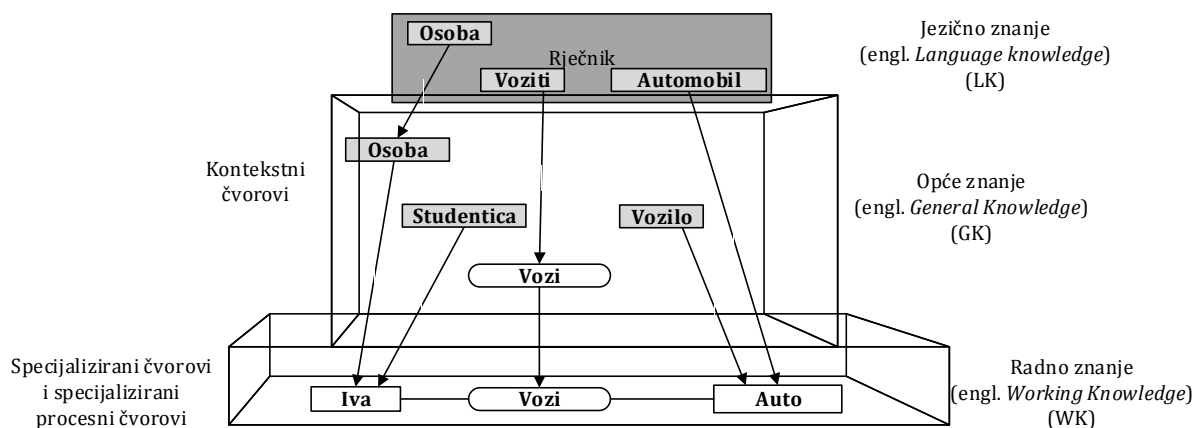 Osoba
Rječnik
Voziti
Automobil
Jezično znanje
(engl. Language knowledge)
(LK)
Osoba
Kontekstni
čvorovi
Studentica
Vozilo
Opće znanje
(engl. General Knowledge)
(GK)
Vozi
Specijalizirani čvorovi
i specijalizirani
procesni čvorovi
Iva
Vozi
Auto
Radno znanje
(engl. Working Knowledge)
(WK)